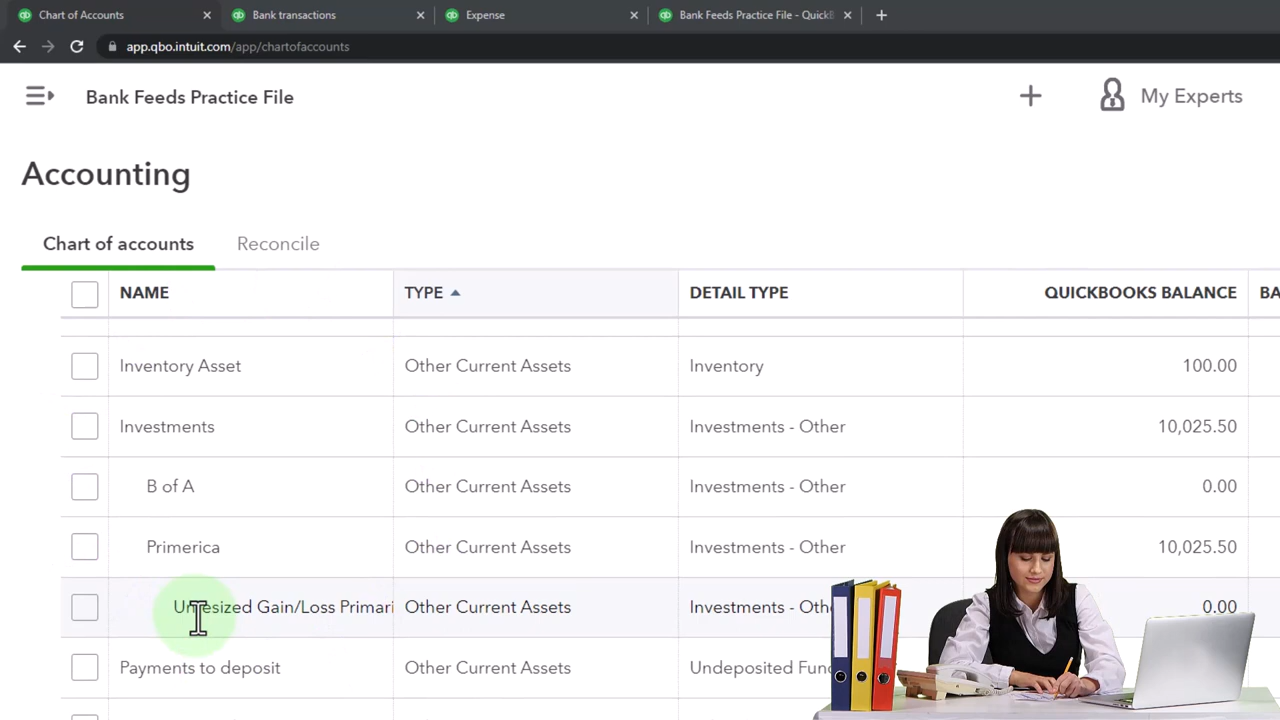 Chart of Accounts
Bank transactions
Expense
Bank Feeds Practice File - QuickB
app.qbo.intuit.com/app/chartofaccounts
Bank Feeds Practice File
My Experts
Accounting
Chart of accounts Reconcile
NAME TYPE DETAIL TYPE QUICKBOOKS BALANCE BA
Inventory Asset Other Current Assets Inventory 100.00
Investments Other Current Assets Investments - Other 10,025.50
B of A Other Current Assets Investments - Other 0.00
Primerica Other Current Assets Investments - Other 10,025.50
Gain/Loss Primari Other Current Assets Investments - Othe 0.00
Payments to deposit Other Current Assets Undeposited Fund